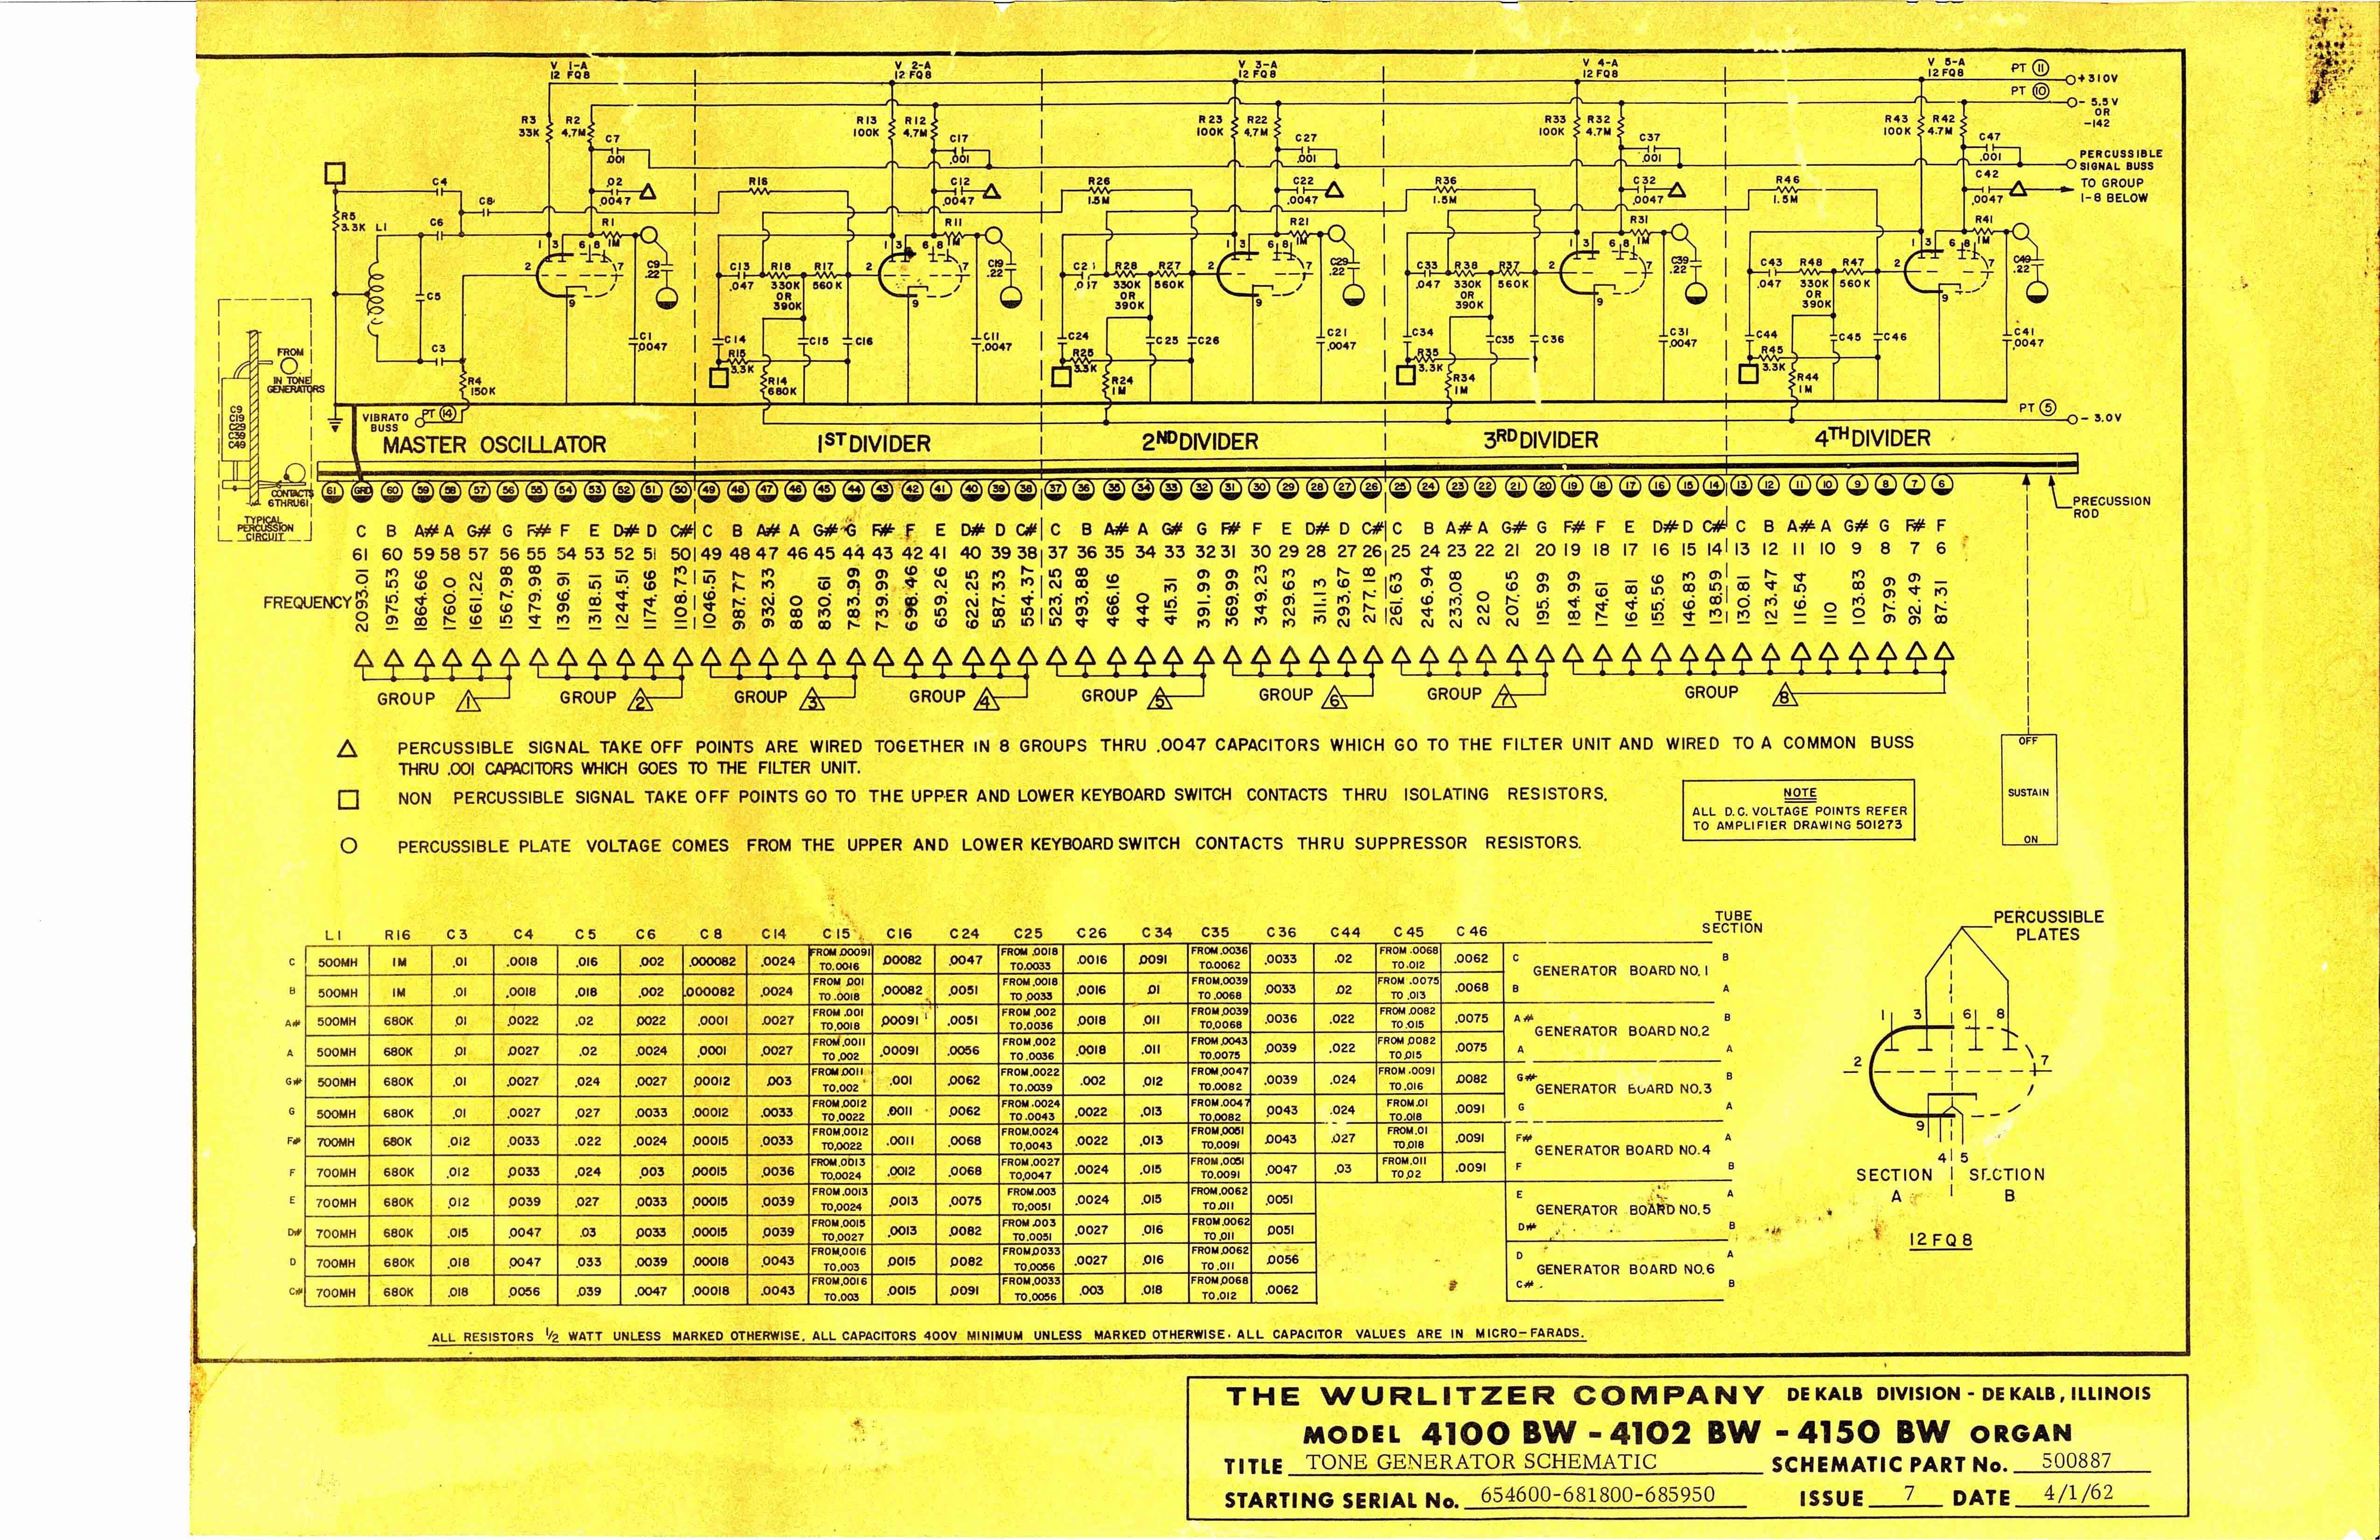 V 1-A
12 FQ8
V 2-A
12 FQ8
V 3-A
12 FQ8
V 4-A
12 FQ8
V 5-A
12 FQ8
PT 11
+310V
PT 10
- 5.5 V
OR
-142
PERCUSSIBLE
SIGNAL BUSS
TO GROUP
1-8 BELOW
R3
33K
R2
4.7M
C7
.001
.02
.0047
C4
C8
C6
R5
3.3K
L1
R1
1M
1 3 6 8
2 7
9
C9
.22
C5
C3
C1
.0047
R4
150K
R13
100K
R12
4.7M
C17
.001
R16
C12
.0047
R11
1M
1 3 6 8
2 7
9
C13
.047
R18
330K
OR
390K
R17
560K
C19
.22
C14
R15
3.3K
C15
C16
R14
680K
C11
.0047
R23
100K
R22
4.7M
C27
.001
R26
1.5M
C22
.0047
R21
1M
1 3 6 8
2 7
9
R28
330K
OR
390K
R27
560K
C29
.22
C24
R25
3.3K
C25
C26
R24
1M
C21
.0047
R33
100K
R32
4.7M
C37
.001
R36
1.5M
C32
.0047
R31
1M
1 3 6 8
2 7
9
C33
.047
R38
330K
OR
390K
R37
560K
C39
.22
C34
R35
3.3K
C35
C36
R34
1M
C31
.0047
R43
100K
R42
4.7M
C47
.001
R46
1.5M
C42
.0047
R41
1M
1 3 6 8
2 7
9
C43
.047
R48
330K
OR
390K
R47
560K
C49
.22
C44
R45
3.3K
C45
C46
R44
1M
C41
.0047
FROM
IN TONE
GENERATORS
C9
C19
C29
C39
C49
CONTACTS
6 THRU 61
TYPICAL
PERCUSSION
CIRCUIT
VIBRATO
BUSS
PT 14
PT 5
- 3.0V
MASTER OSCILLATOR
1ST DIVIDER
2ND DIVIDER
3RD DIVIDER
4TH DIVIDER
61 GRD 60 59 58 57 56 55 54 53 52 51 50 49 48 47 46 45 44 43 42 41 40 39 38 37 36 35 34 33 32 31 30 29 28 27 26 25 24 23 22 21 20 19 18 17 16 15 14 13 12 11 10 9 8 7 6
PRECUSSION
ROD
C B A# A G# G F# F E D# D C# C B A# A G# G F# F E D# D C# C B A# A G# G F# F E D# D C# C B A# A G# G F# F E D# D C# C B A# A G# G F# F
61 60 59 58 57 56 55 54 53 52 51 50 49 48 47 46 45 44 43 42 41 40 39 38 37 36 35 34 33 32 31 30 29 28 27 26 25 24 23 22 21 20 19 18 17 16 15 14 13 12 11 10 9 8 7 6
FREQUENCY 2093.01 1975.53 1864.66 1760.0 1661.22 1567.98 1479.98 1396.91 1318.51 1244.51 1174.66 1108.73 1046.51 987.77 932.33 880 830.61 783.99 739.99 698.46 659.26 622.25 587.33 554.37 523.25 493.88 466.16 440 415.31 391.99 369.99 349.23 329.63 311.13 293.67 277.18 261.63 246.94 233.08 220 207.65 195.99 184.99 174.61 164.81 155.56 146.83 138.59 130.81 123.47 116.54 110 103.83 97.99 92.49 87.31
GROUP 1 GROUP 2 GROUP 3 GROUP 4 GROUP 5 GROUP 6 GROUP 7 GROUP 8
PERCUSSIBLE SIGNAL TAKE OFF POINTS ARE WIRED TOGETHER IN 8 GROUPS THRU .0047 CAPACITORS WHICH GO TO THE FILTER UNIT AND WIRED TO A COMMON BUSS
THRU .001 CAPACITORS WHICH GOES TO THE FILTER UNIT.
NON PERCUSSIBLE SIGNAL TAKE OFF POINTS GO TO THE UPPER AND LOWER KEYBOARD SWITCH CONTACTS THRU ISOLATING RESISTORS.
PERCUSSIBLE PLATE VOLTAGE COMES FROM THE UPPER AND LOWER KEYBOARD SWITCH CONTACTS THRU SUPPRESSOR RESISTORS.
NOTE
ALL D.C. VOLTAGE POINTS REFER
TO AMPLIFIER DRAWING 501273
OFF
SUSTAIN
ON
L1 R16 C3 C4 C5 C6 C8 C14 C15 C16 C24 C25 C26 C34 C35 C36 C44 C45 C46
C 500MH 1M .01 .0018 .016 .002 .000082 .0024 FROM .00091 TO .0016 .00082 .0047 FROM .0018 TO .0033 .0016 .0091 FROM .0036 TO .0062 .0033 .02 FROM .0068 TO .012 .0062
B 500MH 1M .01 .0018 .018 .002 .000082 .0024 FROM .001 TO .0018 .00082 .0051 FROM .0018 TO .0033 .0016 .01 FROM .0039 TO .0068 .0033 .02 FROM .0075 TO .013 .0068
A# 500MH 680K .01 .0022 .02 .0022 .0001 .0027 FROM .001 TO .0018 .00091 .0051 FROM .002 TO .0036 .0018 .011 FROM .0039 TO .0068 .0036 .022 FROM .0082 TO .015 .0075
A 500MH 680K .01 .0027 .02 .0024 .0001 .0027 FROM .0011 TO .002 .00091 .0056 FROM .002 TO .0036 .0018 .011 FROM .0043 TO .0075 .0039 .022 FROM .0082 TO .015 .0075
G# 500MH 680K .01 .0027 .024 .0027 .00012 .003 FROM .0011 TO .002 .001 .0062 FROM .0022 TO .0039 .002 .012 FROM .0047 TO .0082 .0039 .024 FROM .0091 TO .016 .0082
G 500MH 680K .01 .0027 .027 .0033 .00012 .0033 FROM .0012 TO .0022 .0011 .0062 FROM .0024 TO .0043 .0022 .013 FROM .0047 TO .0082 .0043 .024 FROM .01 TO .018 .0091
F# 700MH 680K .012 .0033 .022 .0024 .00015 .0033 FROM .0012 TO .0022 .0011 .0068 FROM .0024 TO .0043 .0022 .013 FROM .0051 TO .0091 .0043 .027 FROM .01 TO .018 .0091
F 700MH 680K .012 .0033 .024 .003 .00015 .0036 FROM .0013 TO .0024 .0012 .0068 FROM .0027 TO .0047 .0024 .015 FROM .0051 TO .0091 .0047 .03 FROM .011 TO .02 .0091
E 700MH 680K .012 .0039 .027 .0033 .00015 .0039 FROM .0013 TO .0024 .0013 .0075 FROM .003 TO .0051 .0024 .015 FROM .0062 TO .011 .0051
D# 700MH 680K .015 .0047 .03 .0033 .00015 .0039 FROM .0015 TO .0027 .0013 .0082 FROM .003 TO .0051 .0027 .016 FROM .0062 TO .011 .0051
D 700MH 680K .018 .0047 .033 .0039 .00018 .0043 FROM .0016 TO .003 .0015 .0082 FROM .0033 TO .0056 .0027 .016 FROM .0062 TO .011 .0056
C# 700MH 680K .018 .0056 .039 .0047 .00018 .0043 FROM .0016 TO .003 .0015 .0091 FROM .0033 TO .0056 .003 .018 FROM .0068 TO .012 .0062
TUBE
SECTION
C B
GENERATOR BOARD NO. 1
B A
A# B
GENERATOR BOARD NO.2
A A
G# B
GENERATOR BOARD NO.3
G A
F# A
GENERATOR BOARD NO.4
F B
E A
GENERATOR BOARD NO.5
D# B
D A
GENERATOR BOARD NO.6
C# B
PERCUSSIBLE
PLATES
1 3 6 8
2 7
9
4 5
SECTION SECTION
A B
12FQ8
ALL RESISTORS 1/2 WATT UNLESS MARKED OTHERWISE. ALL CAPACITORS 400V MINIMUM UNLESS MARKED OTHERWISE. ALL CAPACITOR VALUES ARE IN MICRO-FARADS.
THE WURLITZER COMPANY DE KALB DIVISION - DE KALB, ILLINOIS
MODEL 4100 BW - 4102 BW - 4150 BW ORGAN
TITLE TONE GENERATOR SCHEMATIC SCHEMATIC PART No. 500887
STARTING SERIAL No. 654600-681800-685950 ISSUE 7 DATE 4/1/62